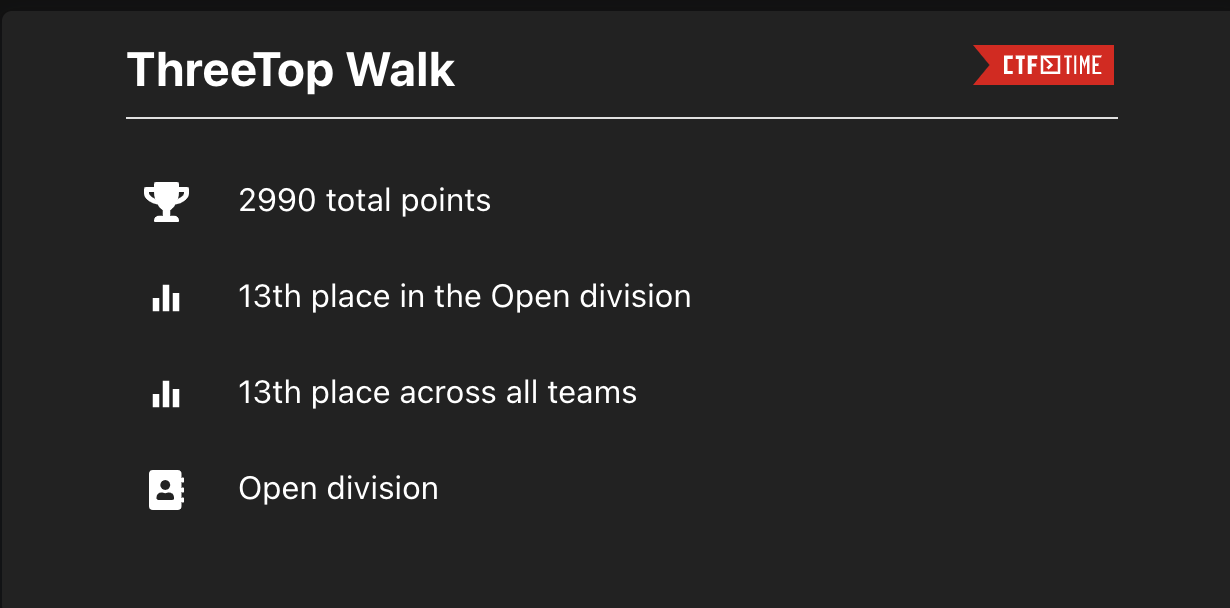 ThreeTop Walk
CTF TIME
2990 total points
13th place in the Open division
13th place across all teams
Open division